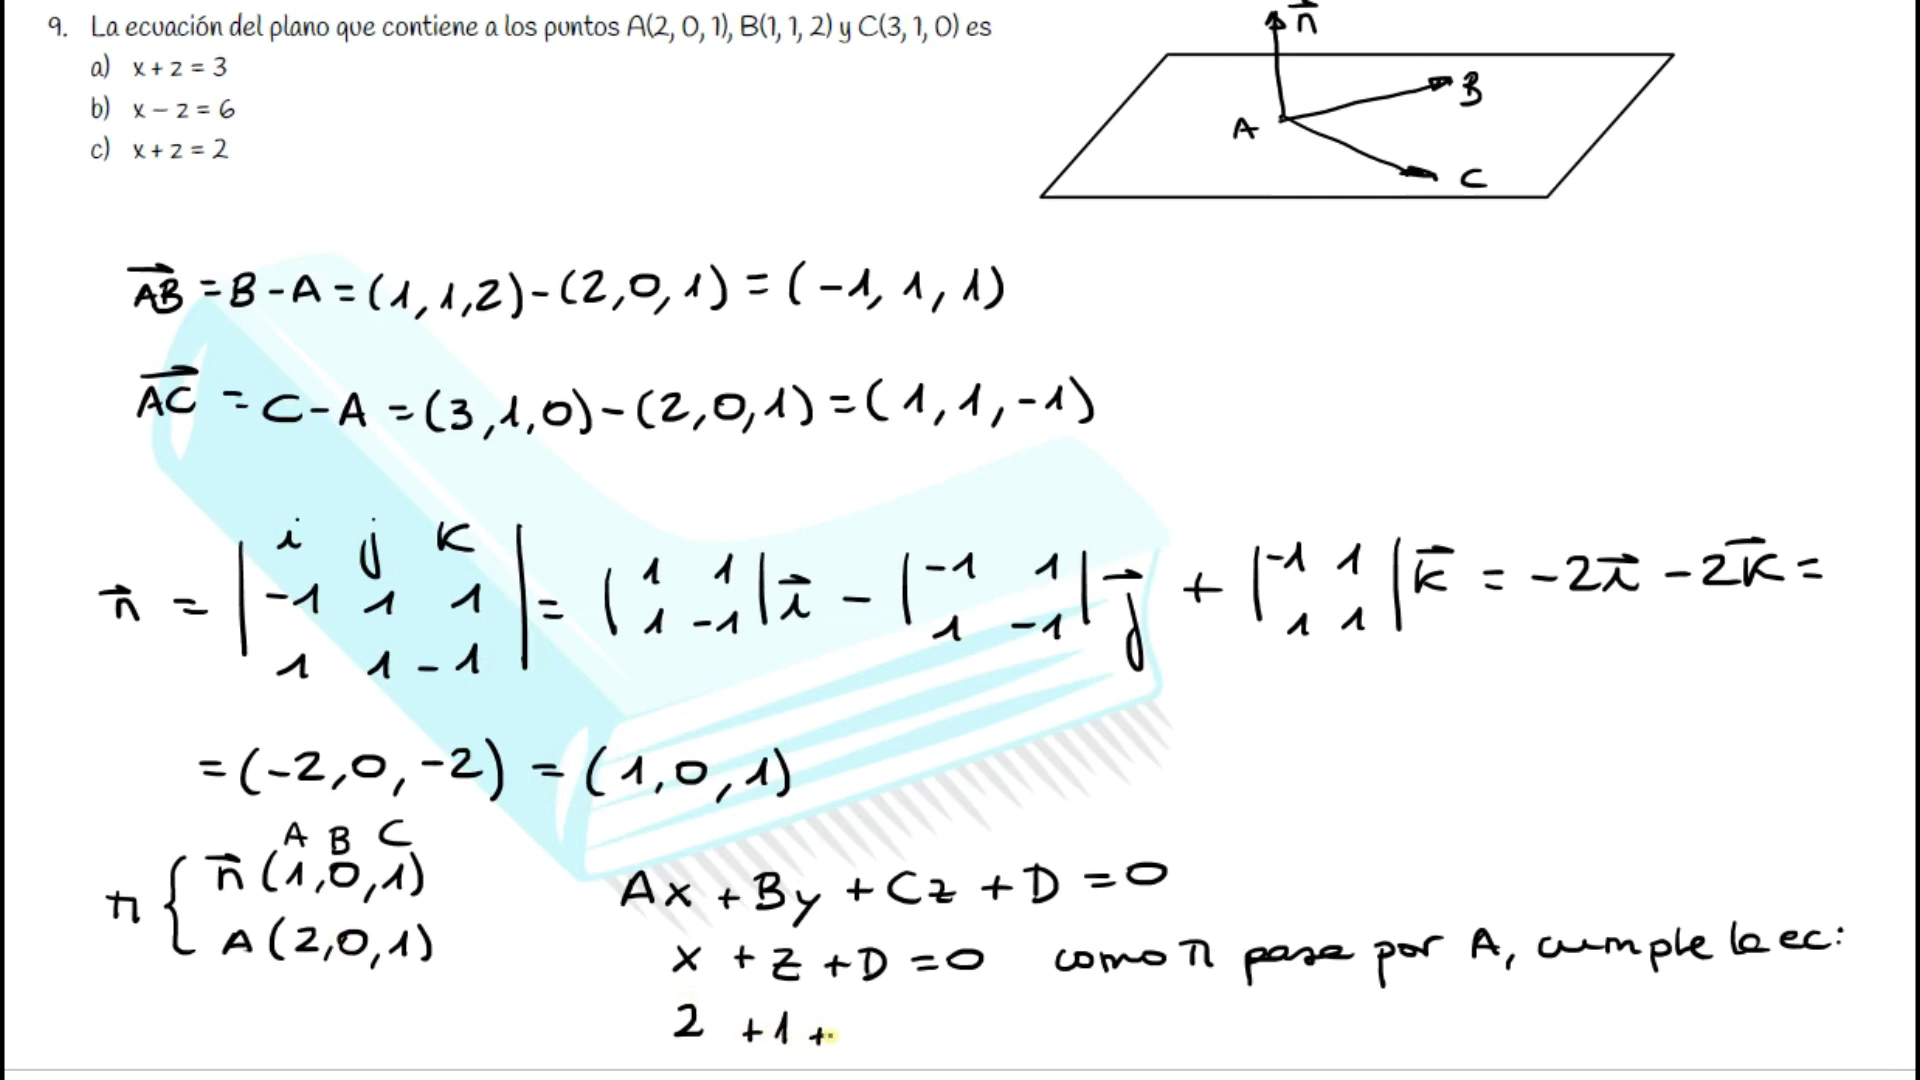 9. La ecuación del plano que contiene a los puntos A(2, 0, 1), B(1, 1, 2) y C(3, 1, 0) es
a) x + z = 3
b) x – z = 6
c) x + z = 2
n⃗
B
A
C
AB⃗ = B - A = (1, 1, 2) - (2, 0, 1) = (-1, 1, 1)
AC⃗ = C - A = (3, 1, 0) - (2, 0, 1) = (1, 1, -1)
n⃗ = | i j k ; -1 1 1 ; 1 1 -1 | = | 1 1 ; 1 -1 | i⃗ - | -1 1 ; 1 -1 | j⃗ + | -1 1 ; 1 1 | k⃗ = -2i⃗ - 2k⃗ =
= (-2, 0, -2) = (1, 0, 1)
A B C
π { n⃗ (1, 0, 1)
A (2, 0, 1)
Ax + By + Cz + D = 0
x + z + D = 0 como π pasa por A, cumple la ec:
2 + 1 +